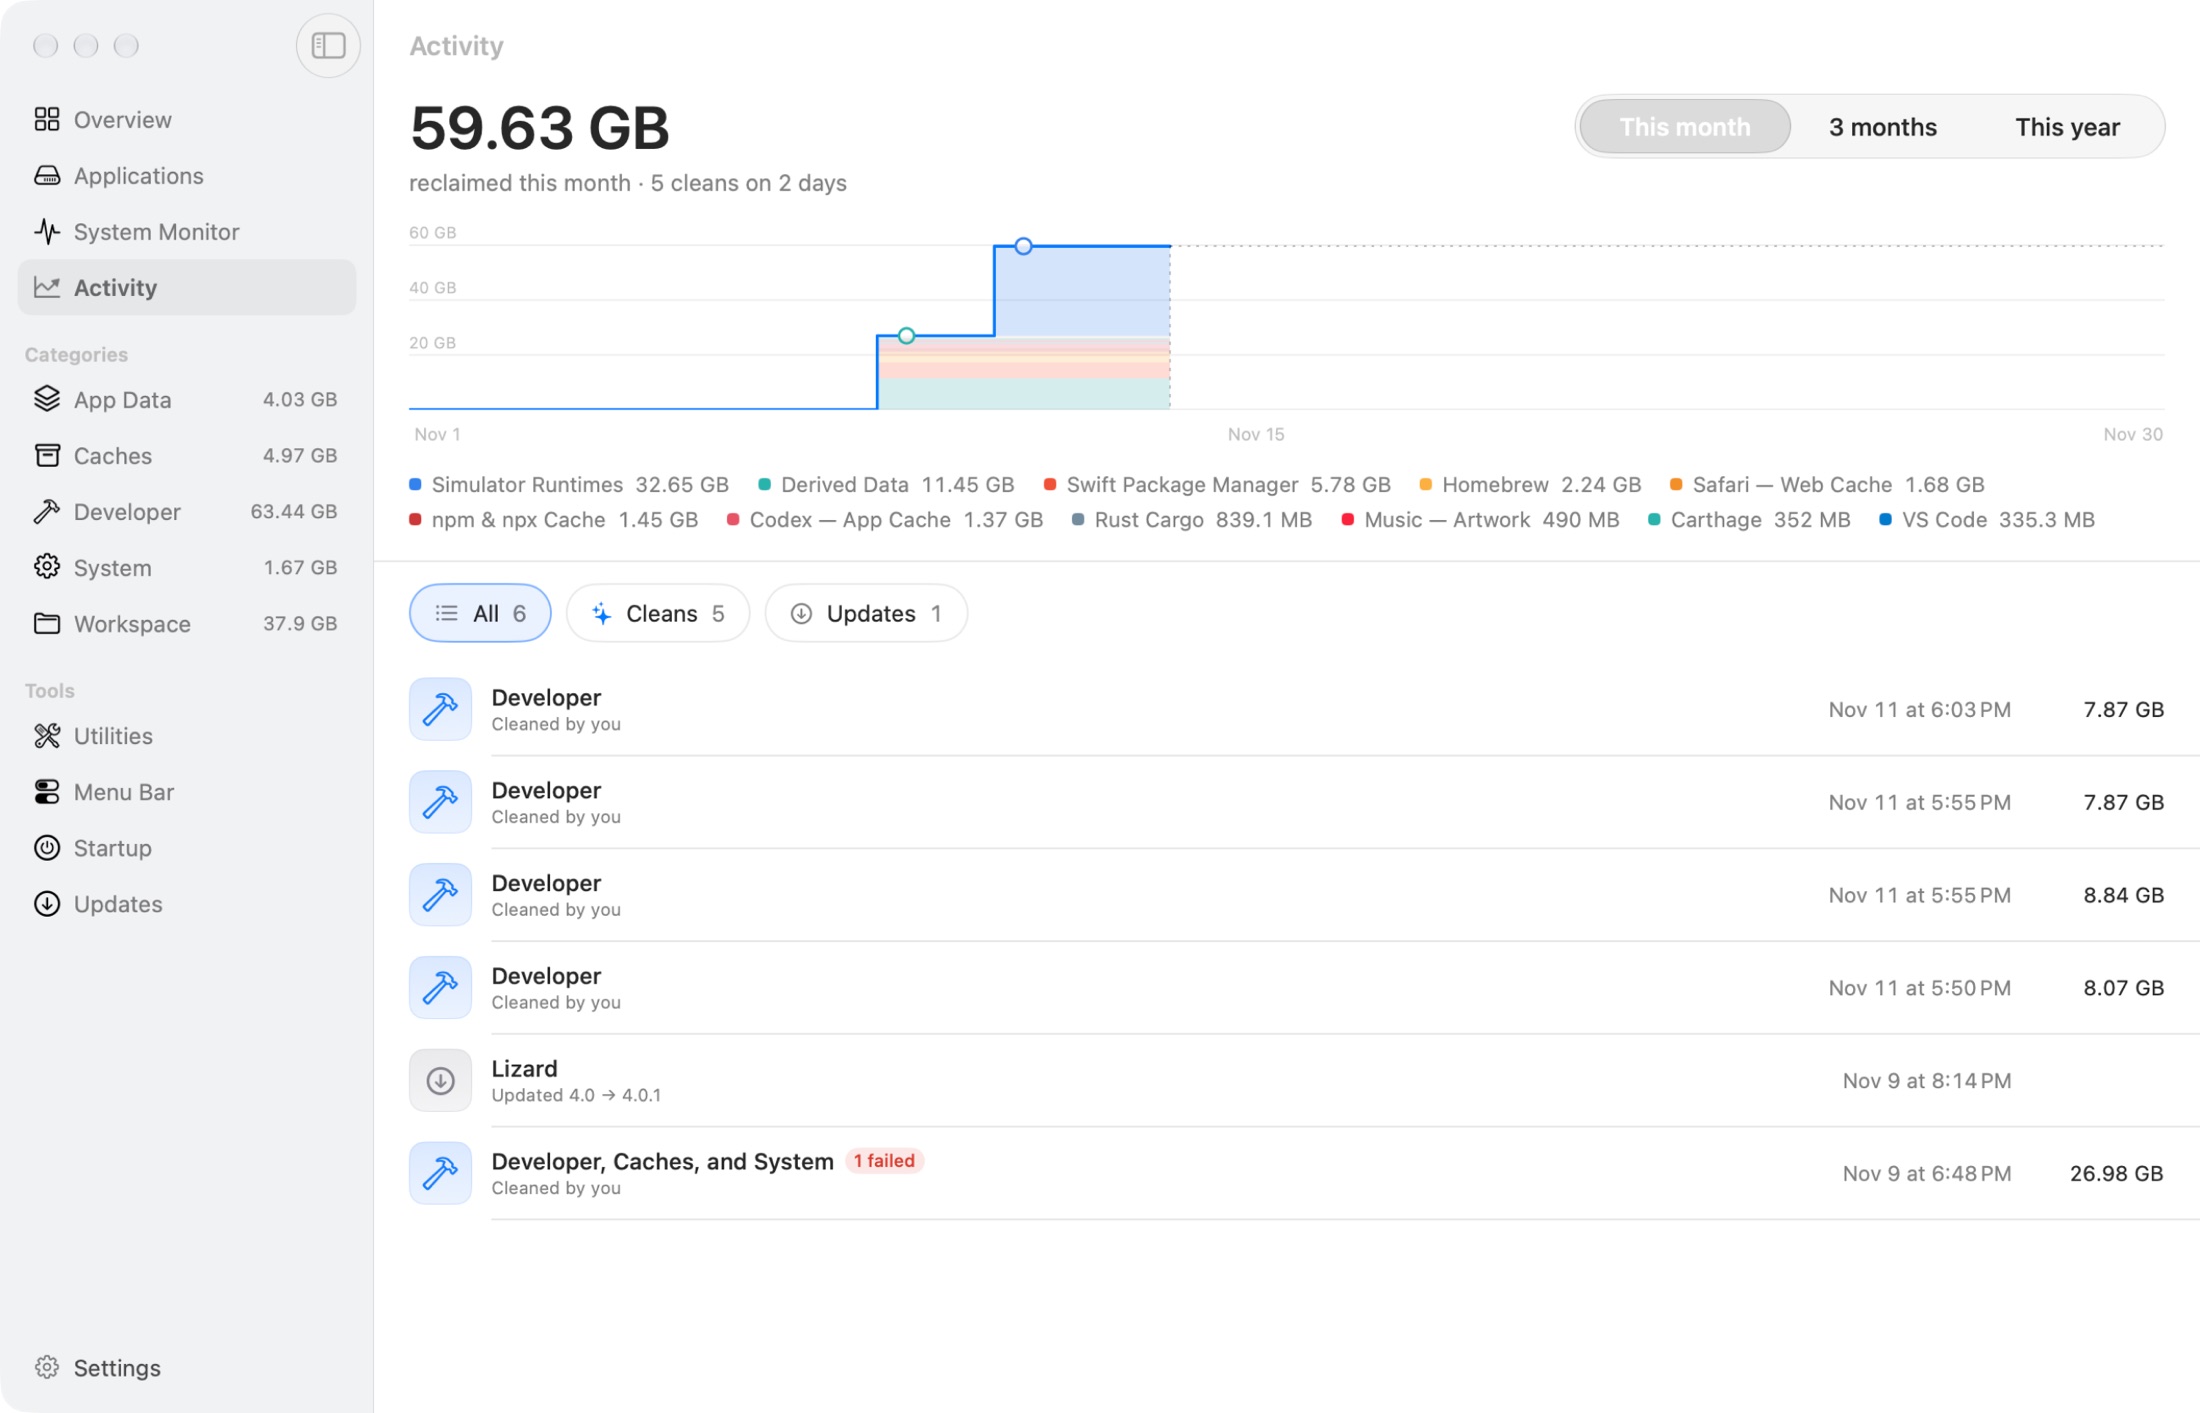 Overview
Applications
System Monitor
Activity
Categories
App Data 4.03 GB
Caches 4.97 GB
Developer 63.44 GB
System 1.67 GB
Workspace 37.9 GB
Tools
Utilities
Menu Bar
Startup
Updates
Settings
Activity
59.63 GB
reclaimed this month · 5 cleans on 2 days
This month 3 months This year
60 GB
40 GB
20 GB
Nov 1 Nov 15 Nov 30
Simulator Runtimes 32.65 GB Derived Data 11.45 GB Swift Package Manager 5.78 GB Homebrew 2.24 GB Safari — Web Cache 1.68 GB
npm & npx Cache 1.45 GB Codex — App Cache 1.37 GB Rust Cargo 839.1 MB Music — Artwork 490 MB Carthage 352 MB VS Code 335.3 MB
All 6 Cleans 5 Updates 1
Developer
Cleaned by you
Nov 11 at 6:03 PM 7.87 GB
Developer
Cleaned by you
Nov 11 at 5:55 PM 7.87 GB
Developer
Cleaned by you
Nov 11 at 5:55 PM 8.84 GB
Developer
Cleaned by you
Nov 11 at 5:50 PM 8.07 GB
Lizard
Updated 4.0 → 4.0.1
Nov 9 at 8:14 PM
Developer, Caches, and System 1 failed
Cleaned by you
Nov 9 at 6:48 PM 26.98 GB